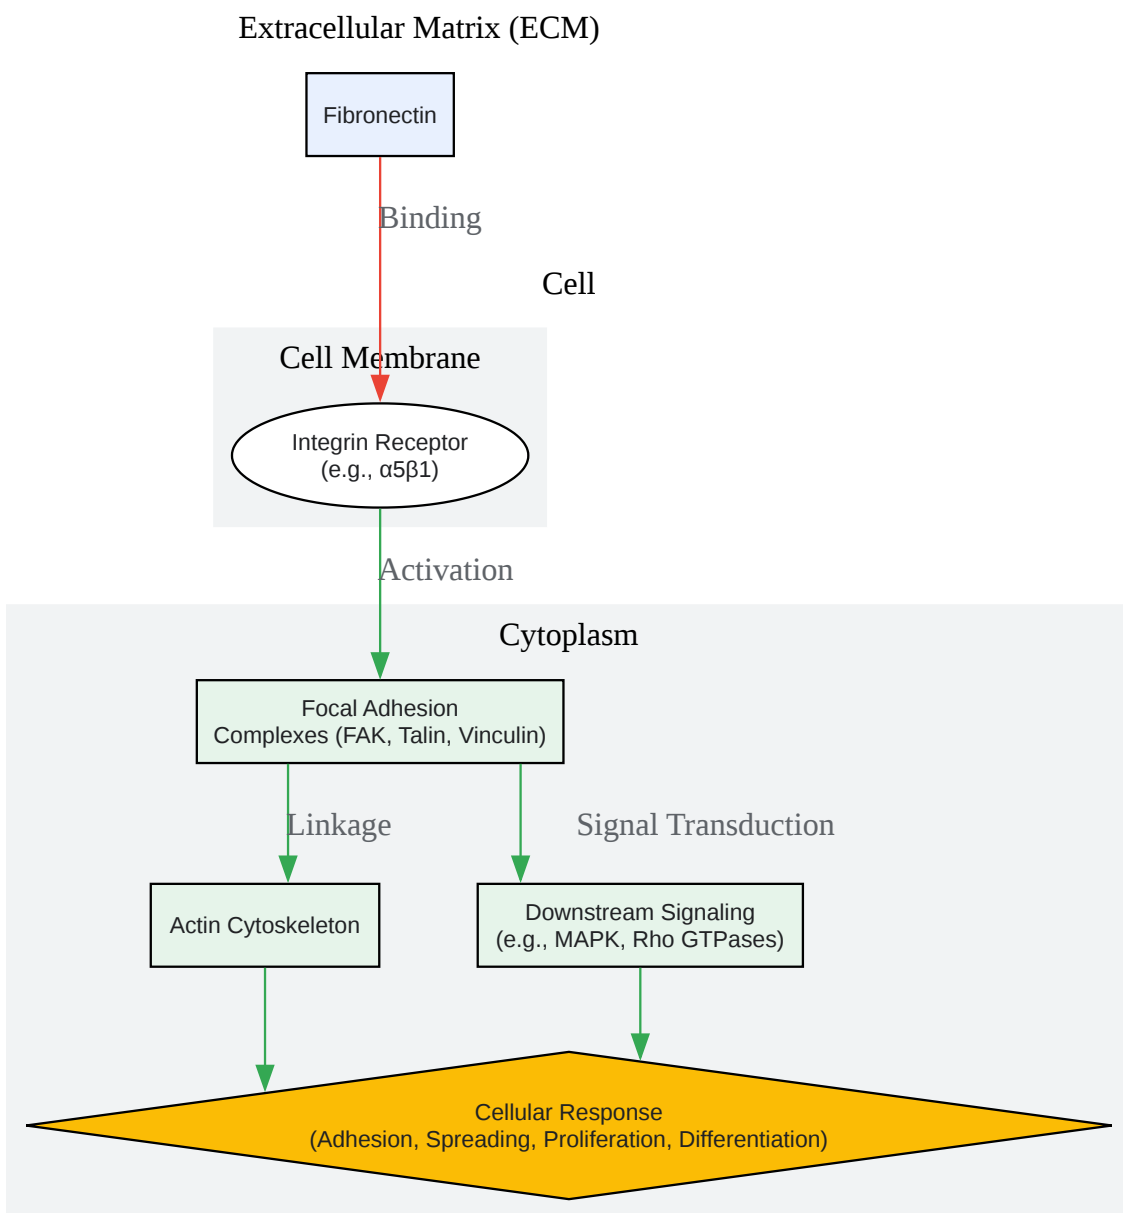 Extracellular Matrix (ECM)
Fibronectin
Binding
Cell
Cell Membrane
Integrin Receptor
(e.g., α5β1)
Activation
Cytoplasm
Focal Adhesion
Complexes (FAK, Talin, Vinculin)
Linkage
Signal Transduction
Actin Cytoskeleton
Downstream Signaling
(e.g., MAPK, Rho GTPases)
Cellular Response
(Adhesion, Spreading, Proliferation, Differentiation)